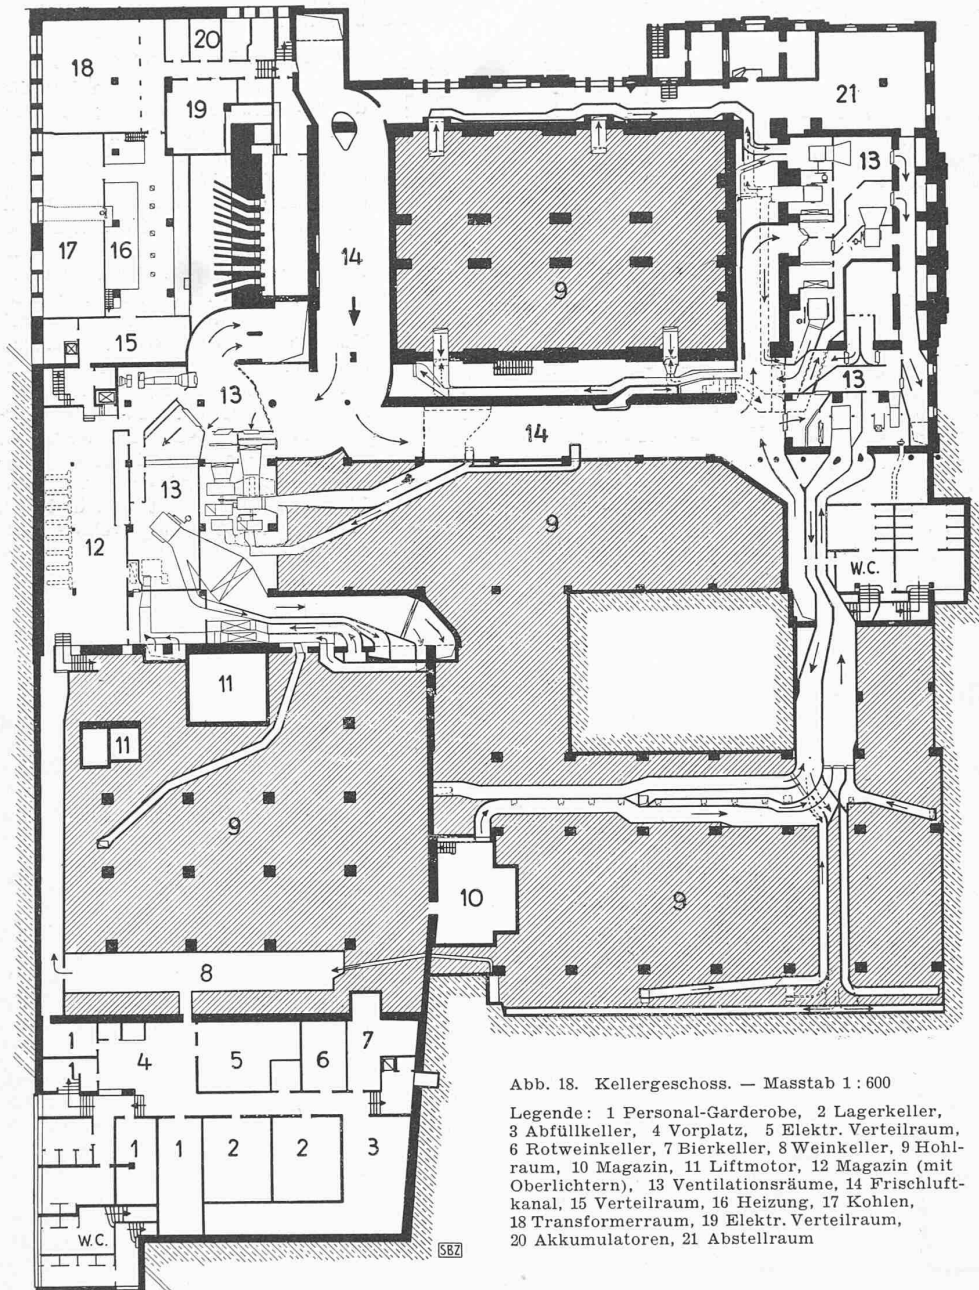 18
20
19
21
13
17
16
14
9
15
13
13
14
13
9
12
W.C.
11
11
9
10
9
8
1
4
5
6
7
1
1
1
2
2
3
W.C.
SBZ
Abb. 18. Kellergeschoss. — Masstab 1 : 600
Legende: 1 Personal-Garderobe, 2 Lagerkeller,
3 Abfüllkeller, 4 Vorplatz, 5 Elektr. Verteilraum,
6 Rotweinkeller, 7 Bierkeller, 8 Weinkeller, 9 Hohl-
raum, 10 Magazin, 11 Liftmotor, 12 Magazin (mit
Oberlichtern), 13 Ventilationsräume, 14 Frischluft-
kanal, 15 Verteilraum, 16 Heizung, 17 Kohlen,
18 Transformerraum, 19 Elektr. Verteilraum,
20 Akkumulatoren, 21 Abstellraum